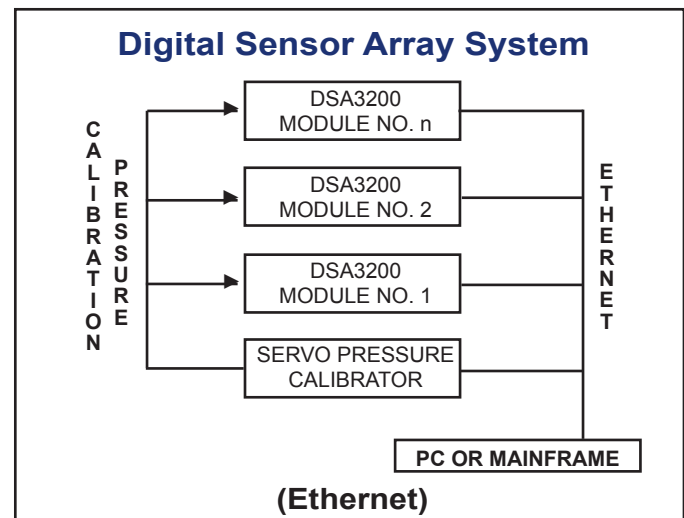 Digital Sensor Array System
CALIBRATION
PRESSURE
DSA3200
MODULE NO. n
DSA3200
MODULE NO. 2
DSA3200
MODULE NO. 1
SERVO PRESSURE
CALIBRATOR
ETHERNET
PC OR MAINFRAME
(Ethernet)